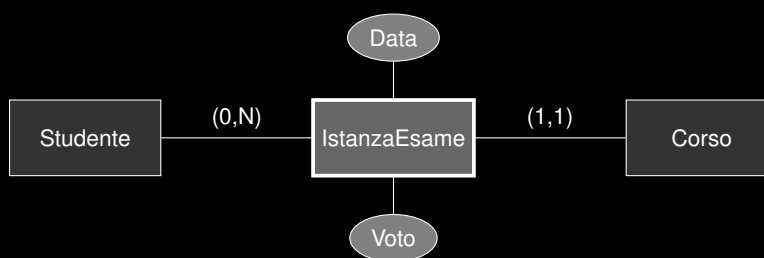 Data
Studente
(0,N)
IstanzaEsame
(1,1)
Corso
Voto